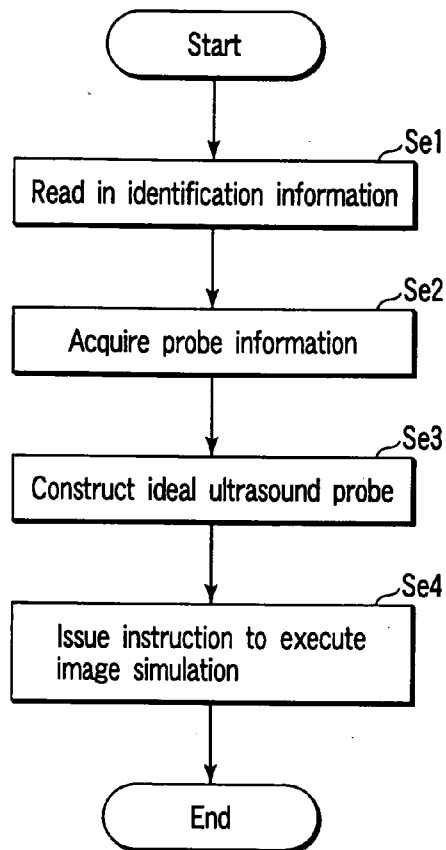 Start
Se1
Read in identification information
Se2
Acquire probe information
Se3
Construct ideal ultrasound probe
Se4
Issue instruction to execute
image simulation
End